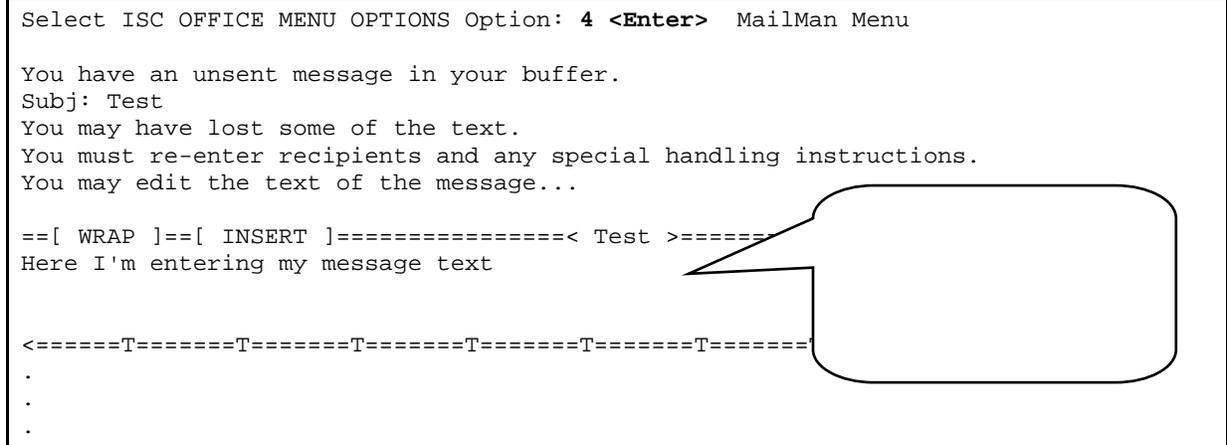 Select ISC OFFICE MENU OPTIONS Option: 4 <Enter>  MailMan Menu
You have an unsent message in your buffer.
Subj: Test
You may have lost some of the text.
You must re-enter recipients and any special handling instructions.
You may edit the text of the message...
==[ WRAP ]==[ INSERT ]================< Test >=======
Here I'm entering my message text
<======T=======T=======T=======T=======T=======T=======
.
.
.